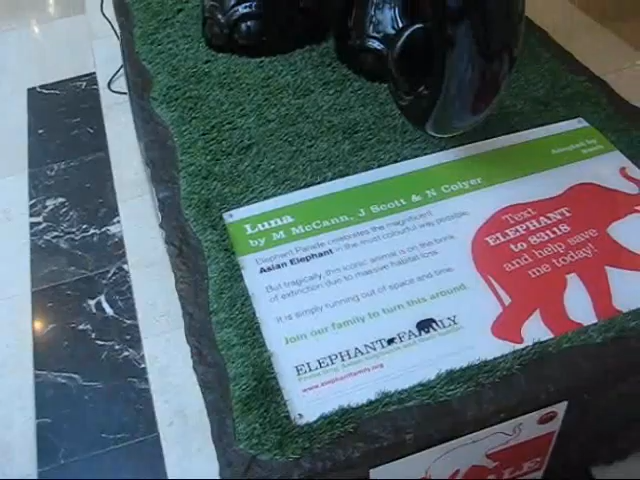 Luna
by M McCann, J Scott & N Colyer
Adopted by
Elephant Parade celebrates the magnificent
Asian Elephant in the most colourful way possible.
But tragically, this iconic animal is on the brink
of extinction due to massive habitat loss.
It is simply running out of space and time.
Join our family to turn this around.
ELEPHANT FAMILY
www.elephantfamily.org
Text
ELEPHANT
to 83118
and help save
me today!